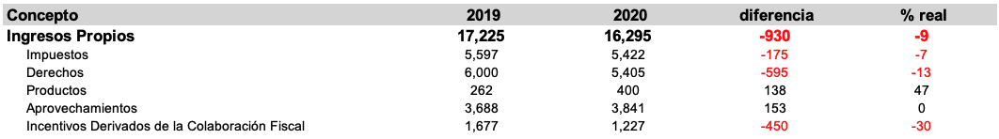 Concepto 2019 2020 diferencia % real
Ingresos Propios 17,225 16,295 -930 -9
Impuestos 5,597 5,422 -175 -7
Derechos 6,000 5,405 -595 -13
Productos 262 400 138 47
Aprovechamientos 3,688 3,841 153 0
Incentivos Derivados de la Colaboración Fiscal 1,677 1,227 -450 -30